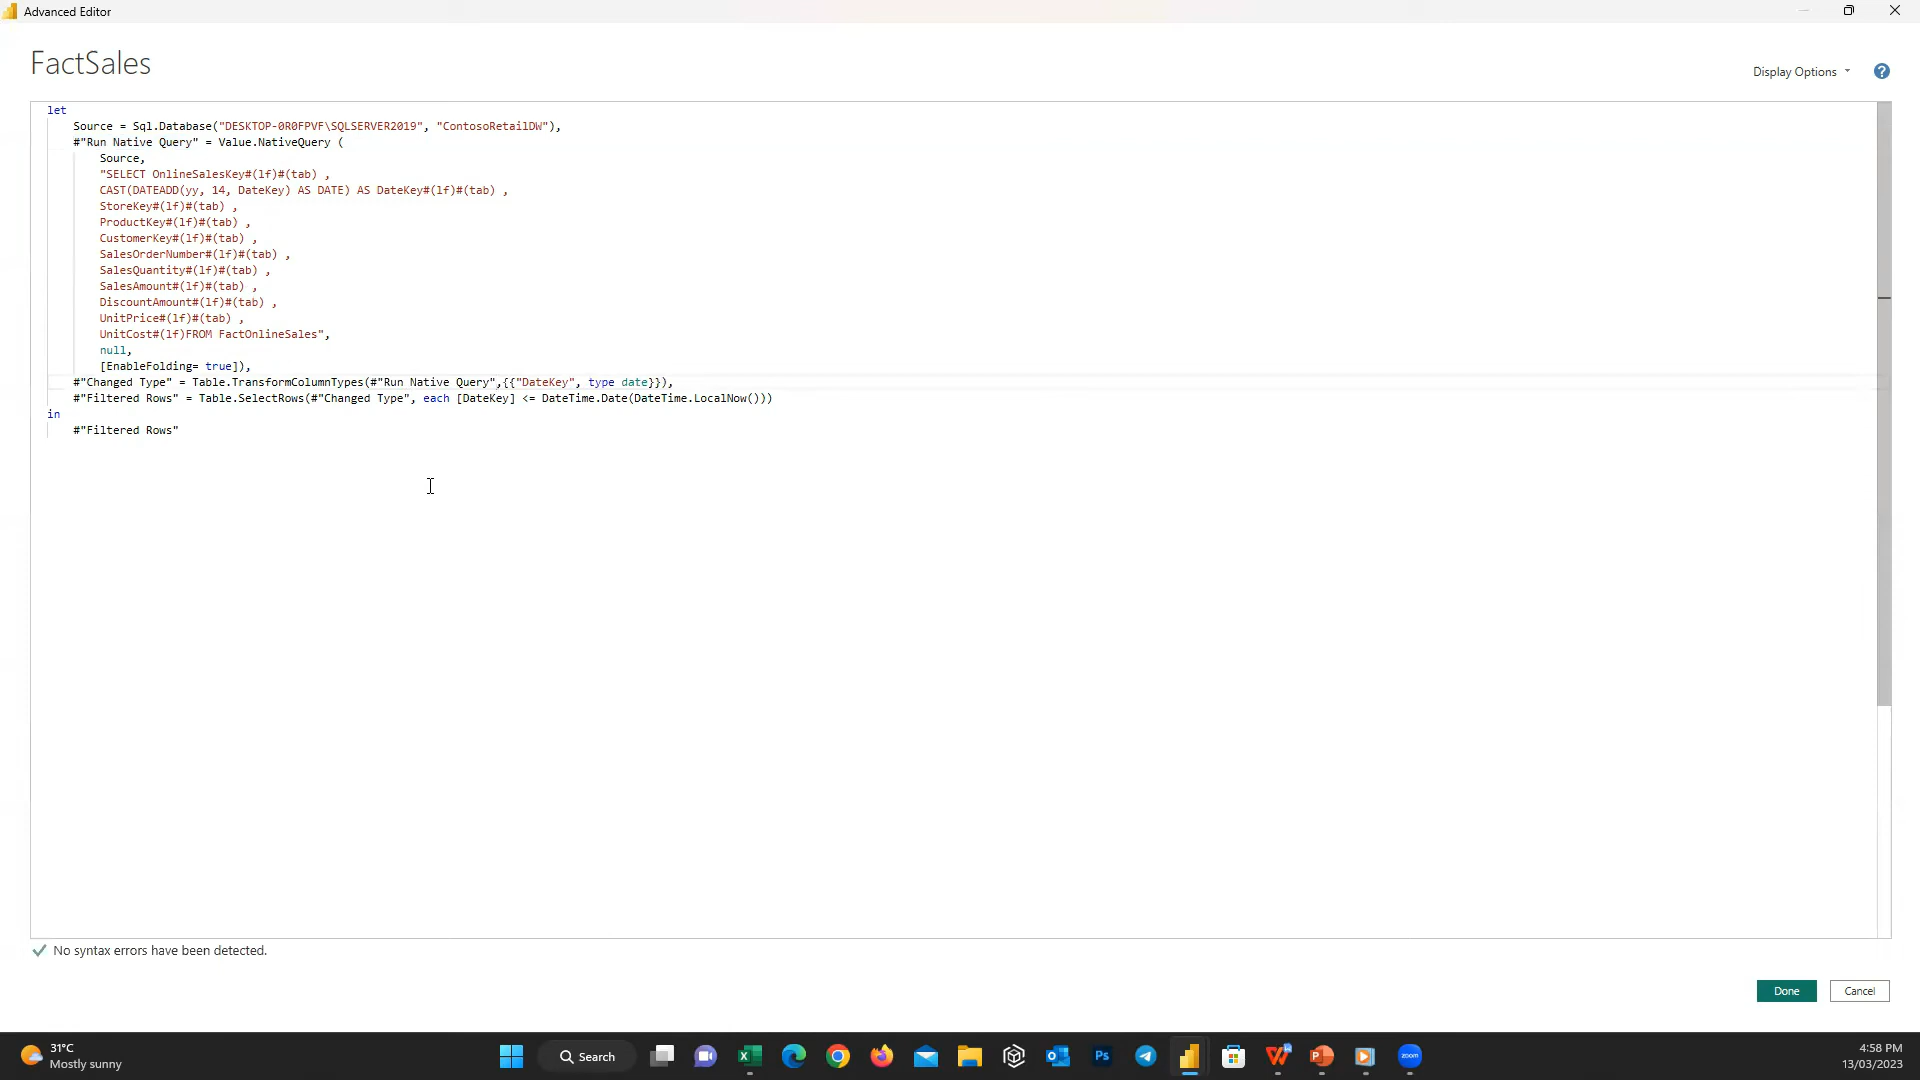 Advanced Editor
FactSales
Display Options
?
let
Source = Sql.Database("DESKTOP-0R0FPVF\SQLSERVER2019", "ContosoRetailDW"),
#"Run Native Query" = Value.NativeQuery (
Source,
"SELECT OnlineSalesKey#(lf)#(tab) ,
CAST(DATEADD(yy, 14, DateKey) AS DATE) AS DateKey#(lf)#(tab) ,
StoreKey#(lf)#(tab) ,
ProductKey#(lf)#(tab) ,
CustomerKey#(lf)#(tab) ,
SalesOrderNumber#(lf)#(tab) ,
SalesQuantity#(lf)#(tab) ,
SalesAmount#(lf)#(tab) ,
DiscountAmount#(lf)#(tab) ,
UnitPrice#(lf)#(tab) ,
UnitCost#(lf)FROM FactOnlineSales",
null,
[EnableFolding= true]),
#"Changed Type" = Table.TransformColumnTypes(#"Run Native Query",{{"DateKey", type date}}),
#"Filtered Rows" = Table.SelectRows(#"Changed Type", each [DateKey] <= DateTime.Date(DateTime.LocalNow()))
in
#"Filtered Rows"
No syntax errors have been detected.
Done
Cancel
31°C
Mostly sunny
Search
Ps
zoom
4:58 PM
13/03/2023